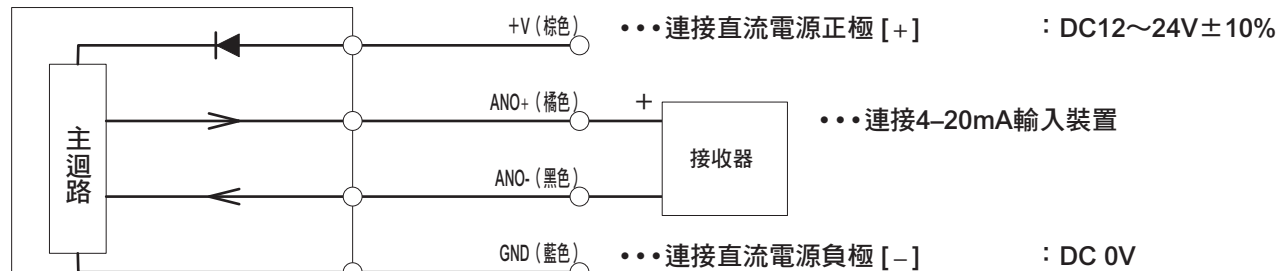 +V(棕色) •••連接直流電源正極 [+] :DC12～24V±10%
ANO+(橘色) + •••連接4–20mA輸入裝置
主迴路
接收器
ANO-(黑色)
GND(藍色) •••連接直流電源負極 [–] :DC 0V